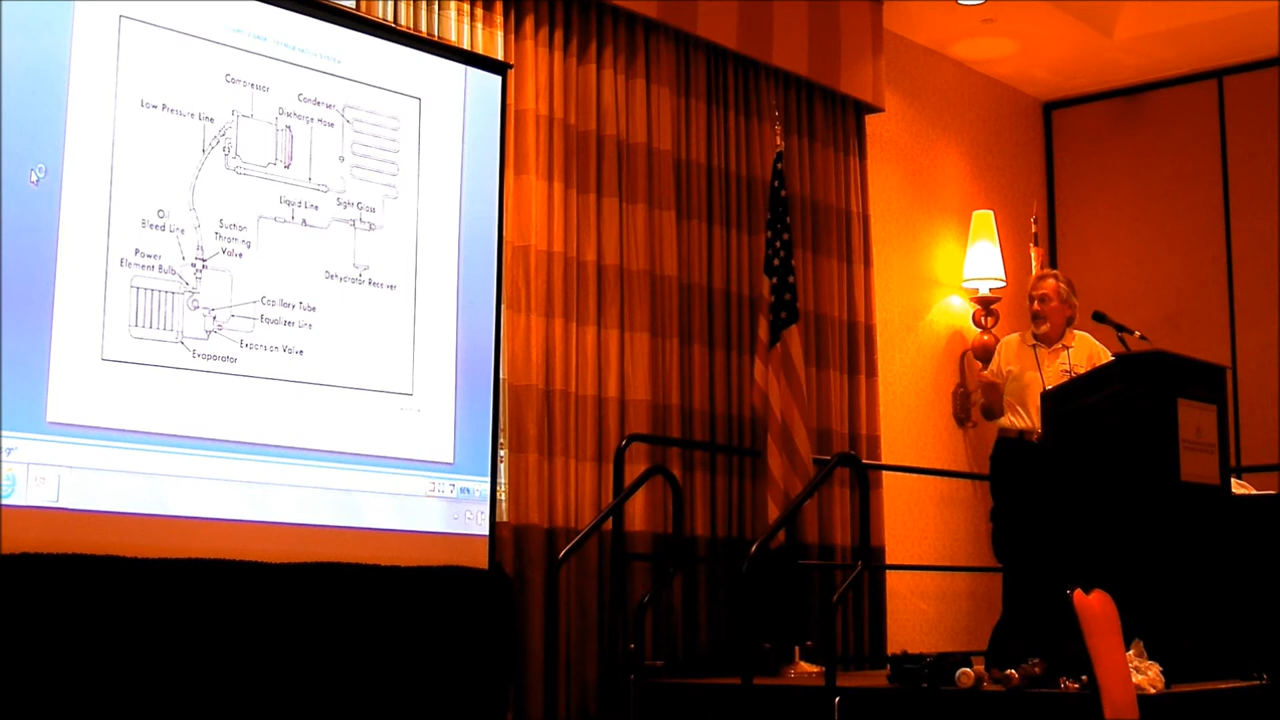 Compressor
Condenser
Low Pressure Line
Discharge Hose
Liquid Line
Sight Glass
Oil
Bleed Line
Suction
Throttling
Valve
Power
Element Bulb
Dehydrator Receiver
Capillary Tube
Equalizer Line
Expansion Valve
Evaporator